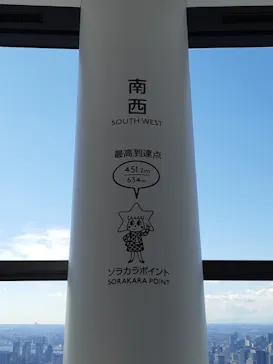 南
西
SOUTH WEST
最高到達点
451.2m
634m
ソラカラポイント
SORAKARA POINT